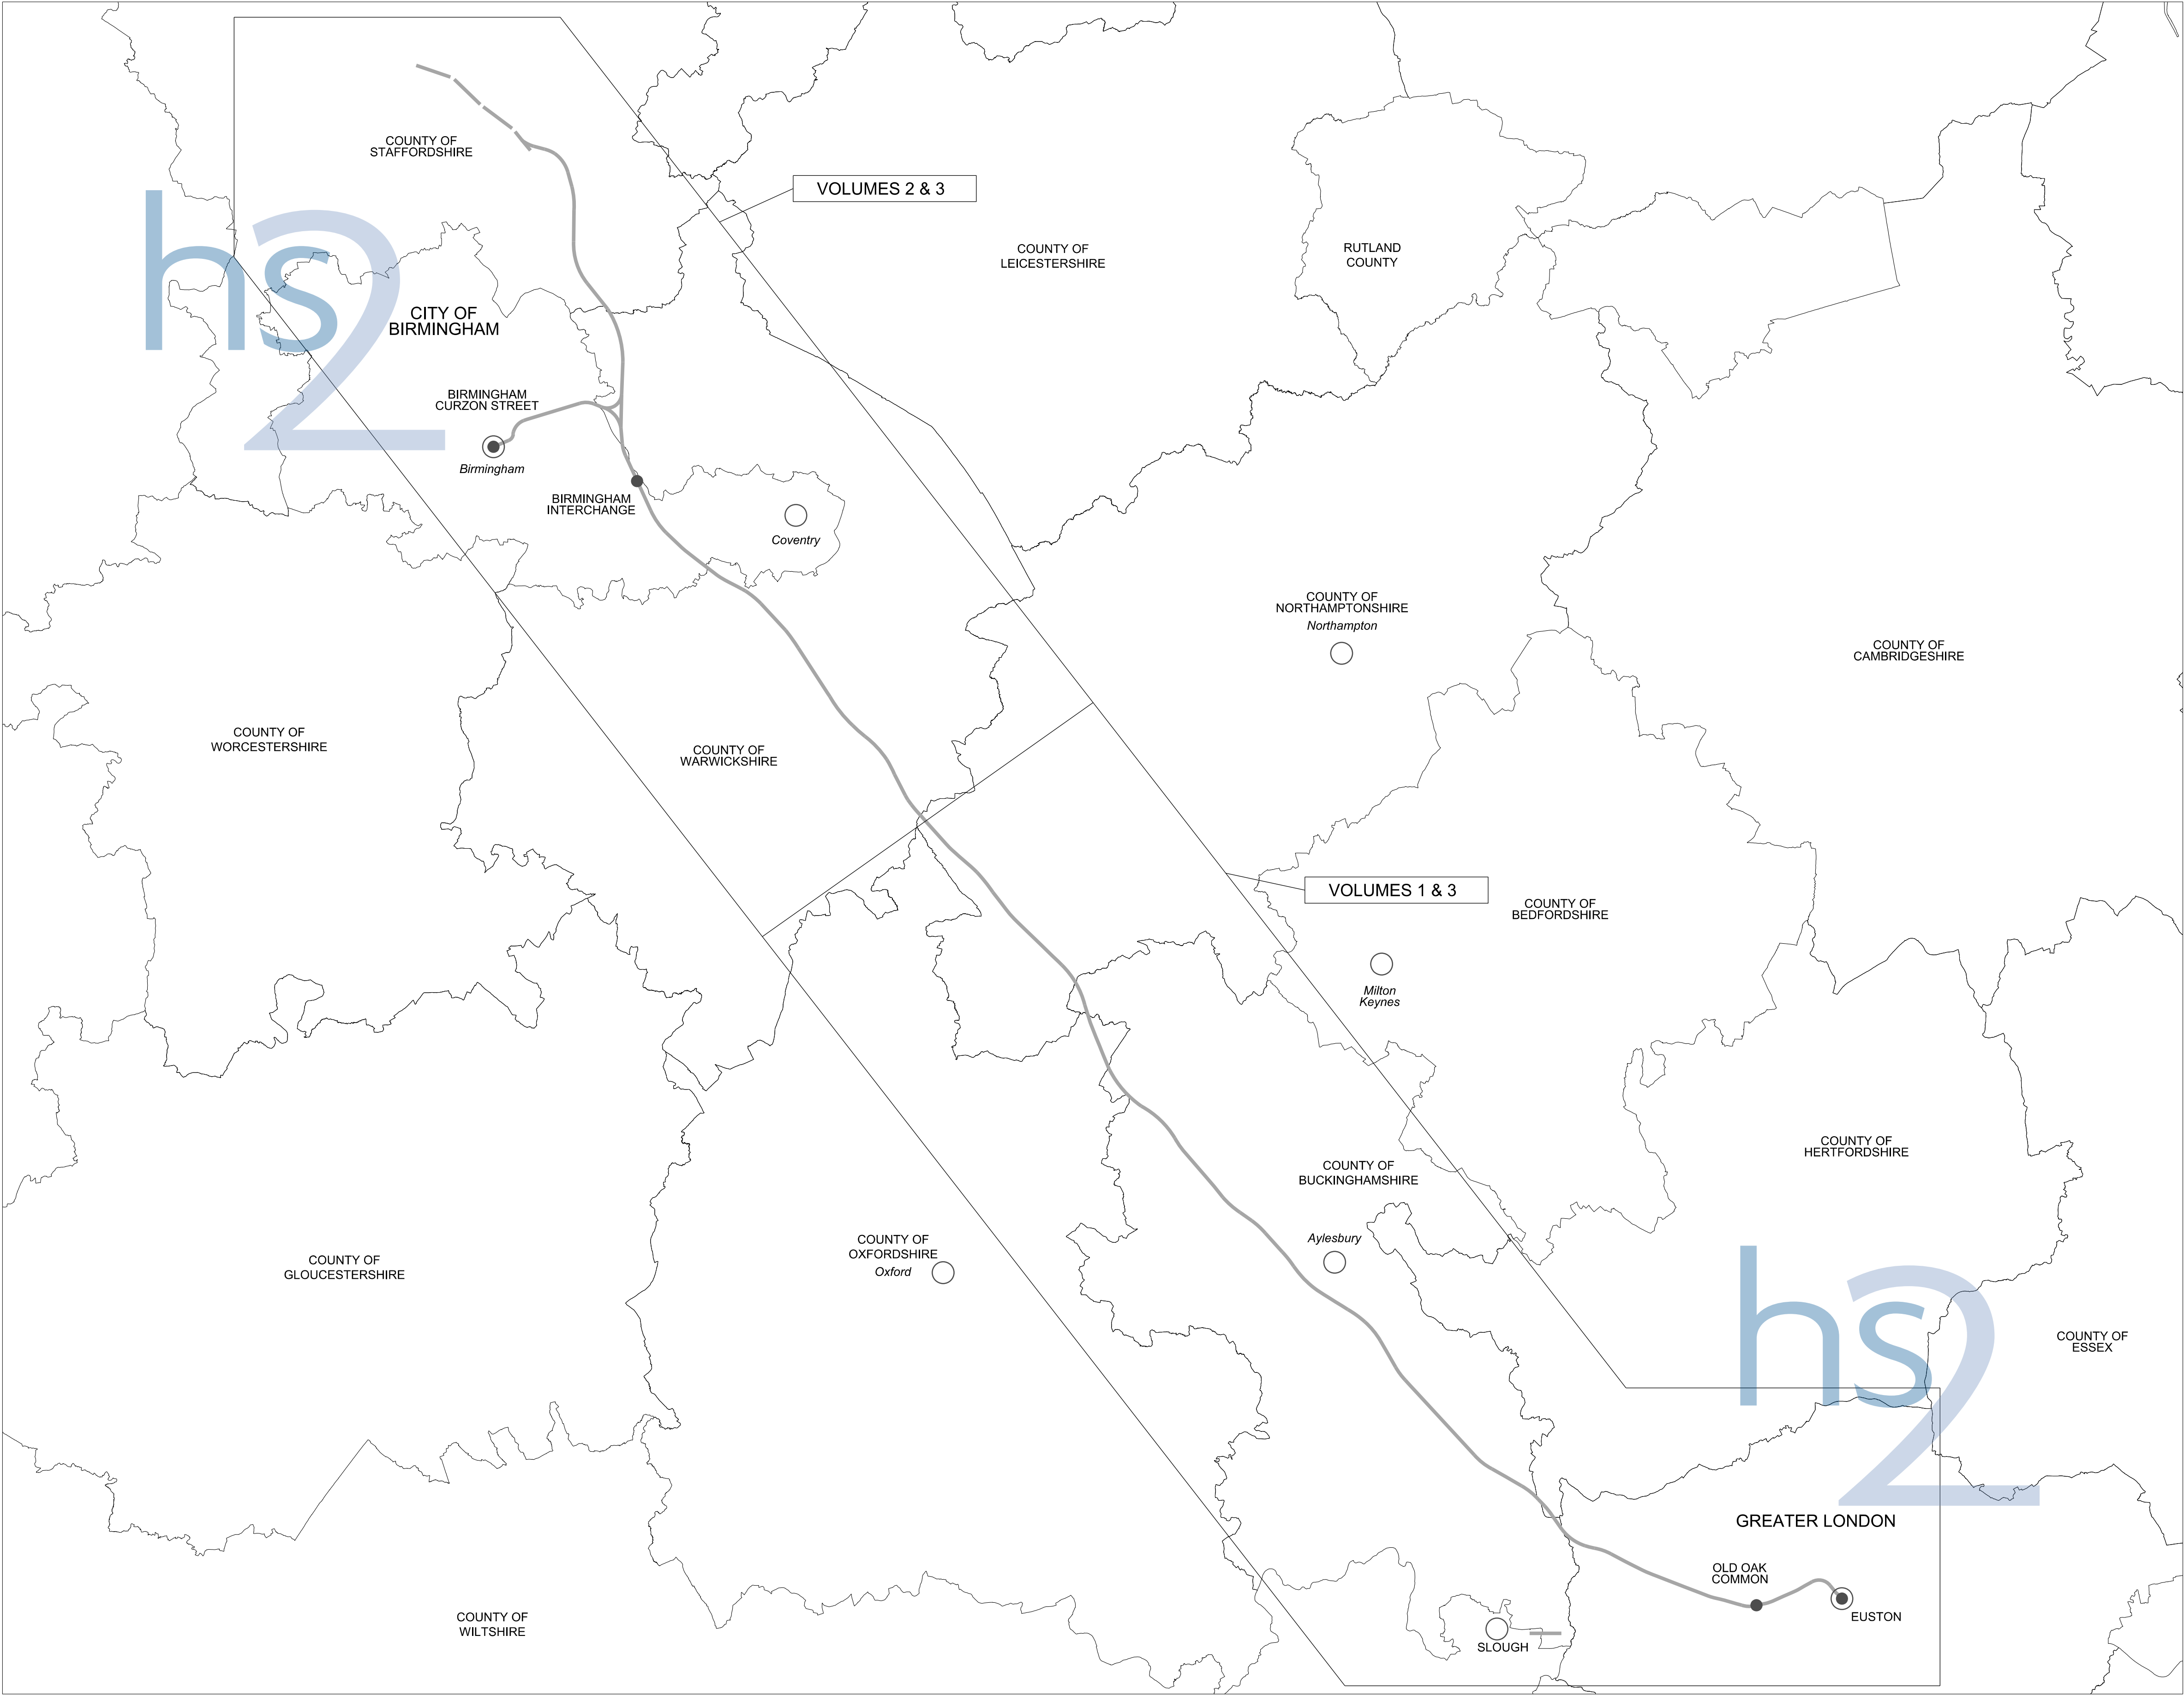 COUNTY OF
STAFFORDSHIRE
VOLUMES 2 & 3
hs2
COUNTY OF
LEICESTERSHIRE
RUTLAND
COUNTY
CITY OF
BIRMINGHAM
BIRMINGHAM
CURZON STREET
Birmingham
BIRMINGHAM
INTERCHANGE
Coventry
COUNTY OF
NORTHAMPTONSHIRE
Northampton
COUNTY OF
CAMBRIDGESHIRE
COUNTY OF
WORCESTERSHIRE
COUNTY OF
WARWICKSHIRE
VOLUMES 1 & 3
COUNTY OF
BEDFORDSHIRE
Milton
Keynes
COUNTY OF
HERTFORDSHIRE
COUNTY OF
BUCKINGHAMSHIRE
COUNTY OF
GLOUCESTERSHIRE
COUNTY OF
OXFORDSHIRE
Oxford
Aylesbury
hs2
COUNTY OF
ESSEX
GREATER LONDON
OLD OAK
COMMON
EUSTON
SLOUGH
COUNTY OF
WILTSHIRE